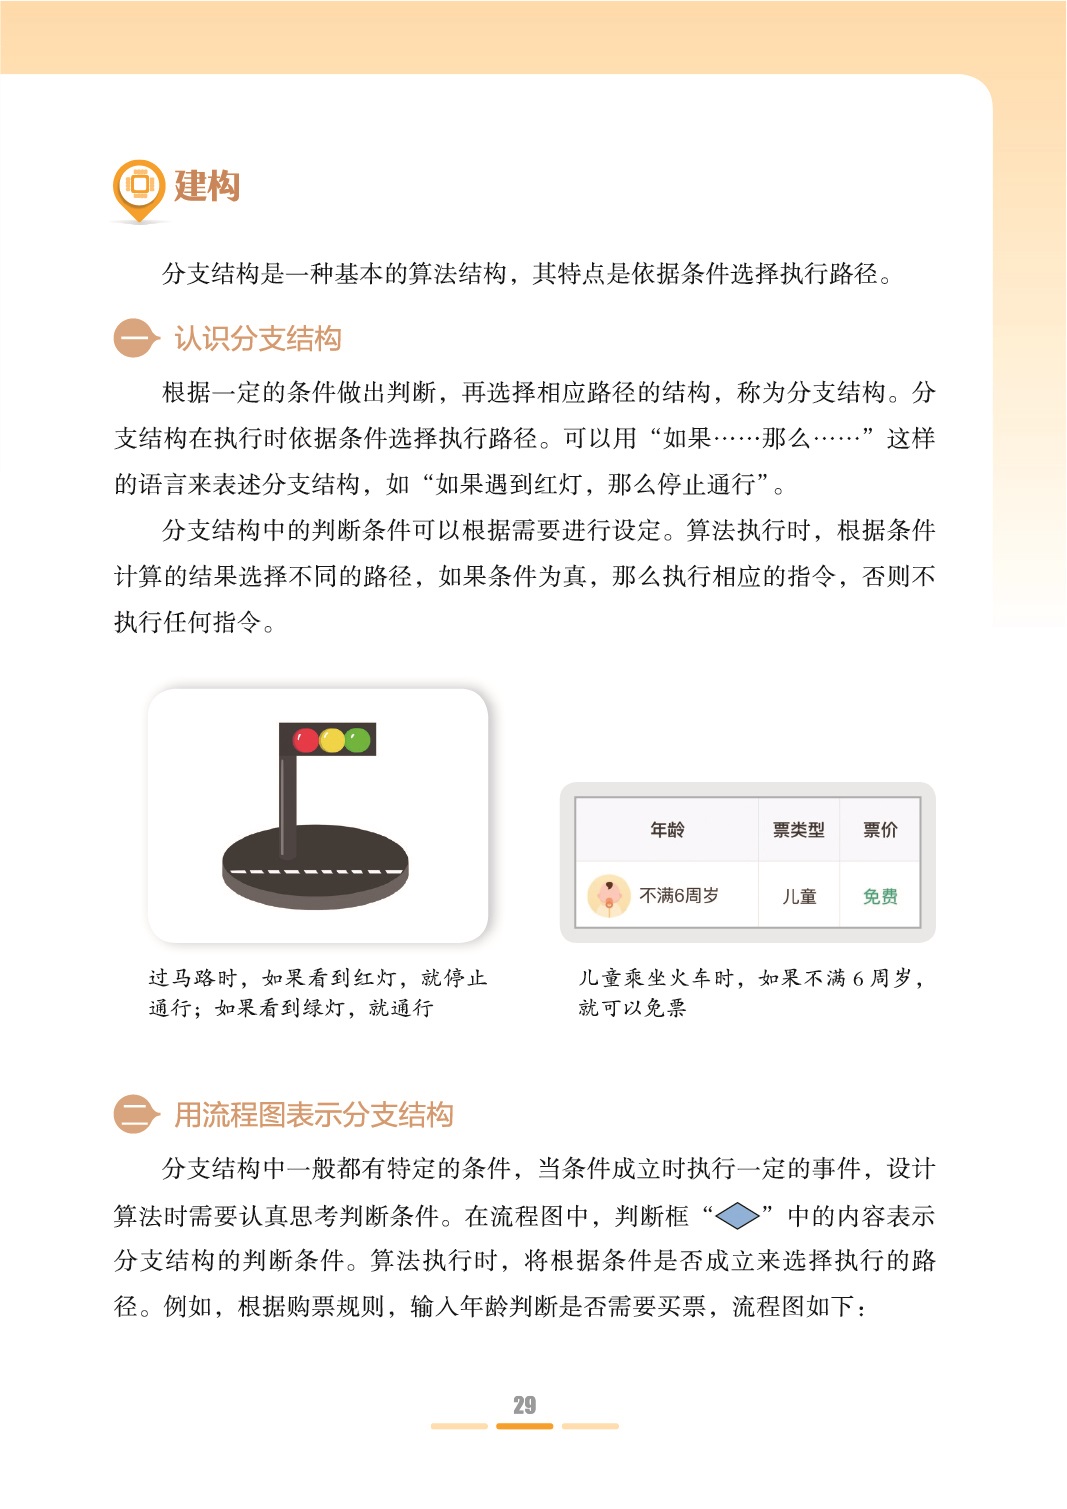 建构
分支结构是一种基本的算法结构，其特点是依据条件选择执行路径。
一 认识分支结构
根据一定的条件做出判断，再选择相应路径的结构，称为分支结构。分
支结构在执行时依据条件选择执行路径。可以用“如果……那么……”这样
的语言来表述分支结构，如“如果遇到红灯，那么停止通行”。
分支结构中的判断条件可以根据需要进行设定。算法执行时，根据条件
计算的结果选择不同的路径，如果条件为真，那么执行相应的指令，否则不
执行任何指令。
年龄 票类型 票价
不满6周岁 儿童 免费
过马路时，如果看到红灯，就停止
通行；如果看到绿灯，就通行
儿童乘坐火车时，如果不满 6 周岁，
就可以免票
二 用流程图表示分支结构
分支结构中一般都有特定的条件，当条件成立时执行一定的事件，设计
算法时需要认真思考判断条件。在流程图中，判断框“”中的内容表示
分支结构的判断条件。算法执行时，将根据条件是否成立来选择执行的路
径。例如，根据购票规则，输入年龄判断是否需要买票，流程图如下：
29